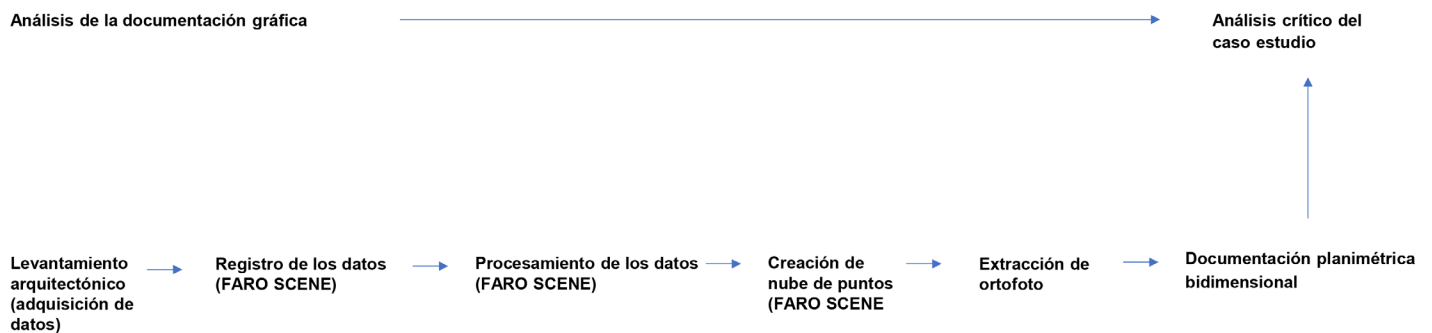 Análisis de la documentación gráfica
Análisis crítico del
caso estudio
Levantamiento
arquitectónico
(adquisición de
datos)
Registro de los datos
(FARO SCENE)
Procesamiento de los datos
(FARO SCENE)
Creación de
nube de puntos
(FARO SCENE
Extracción de
ortofoto
Documentación planimétrica
bidimensional